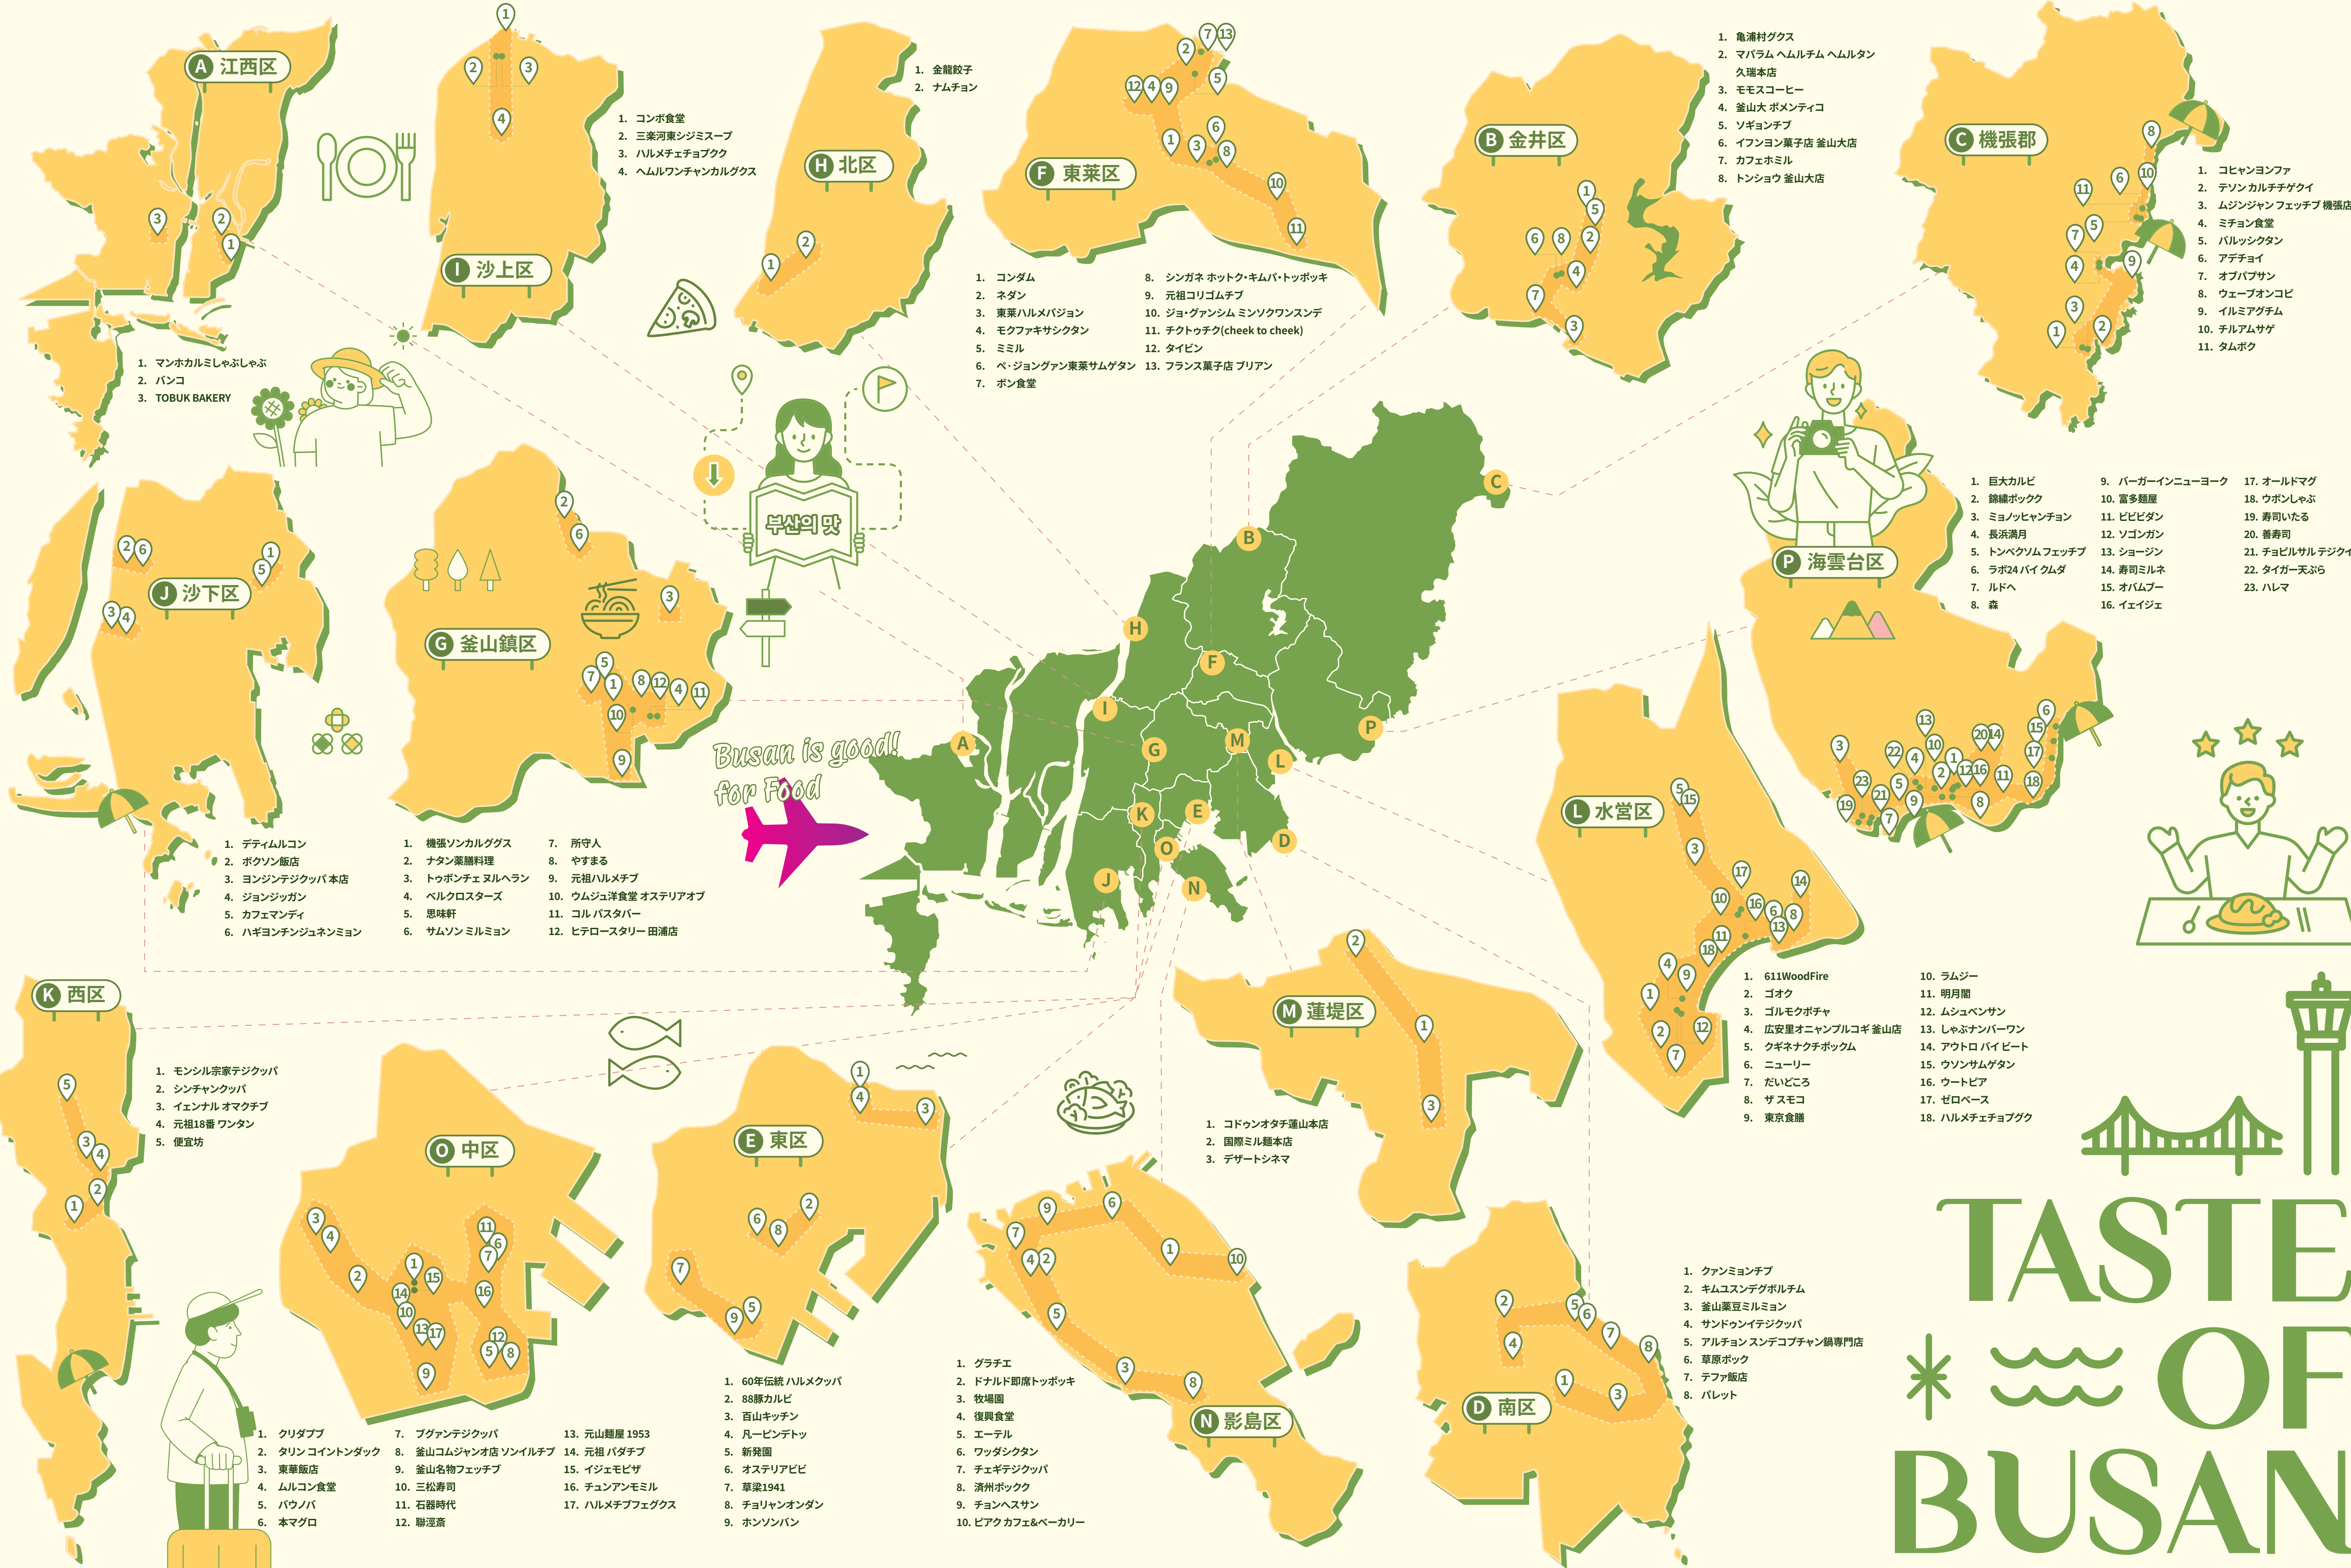 A 江西区
1. マンホカルミしゃぶしゃぶ
2. バンコ
3. TOBUK BAKERY
I 沙上区
1. コンボ食堂
2. 三楽河東シジミスープ
3. ハルメチェチョプクク
4. ヘムルワンチャンカルグクス
H 北区
1. 金龍餃子
2. ナムチョン
F 東莱区
1. コンダム
2. ネダン
3. 東莱ハルメパジョン
4. モクファキサシクタン
5. ミミル
6. ペ·ジョングァン東莱サムゲタン
7. ボン食堂
8. シンガネ ホットク・キムパ・トッポッキ
9. 元祖コリゴムチブ
10. ジョ・グァンシム ミンソクワンスンデ
11. チクトゥチク(cheek to cheek)
12. タイビン
13. フランス菓子店 ブリアン
B 金井区
1. 亀浦村グクス
2. マパラム ヘムルチム ヘムルタン
久瑞本店
3. モモスコーヒー
4. 釜山大 ポメンティコ
5. ソギョンチブ
6. イフンヨン菓子店 釜山大店
7. カフェホミル
8. トンショウ 釜山大店
C 機張郡
1. コヒャンヨンファ
2. テソン カルチチゲクイ
3. ムジンジャン フェッチブ 機張店
4. ミチョン食堂
5. パルッシクタン
6. アデチョイ
7. オブパプサン
8. ウェーブオンコピ
9. イルミアグチム
10. チルアムサゲ
11. タムボク
부산의 맛
P 海雲台区
1. 巨大カルビ
2. 錦繍ポックク
3. ミョノッヒャンチョン
4. 長浜満月
5. トンベクソム フェッチブ
6. ラボ24 バイ クムダ
7. ルドヘ
8. 森
9. バーガーインニューヨーク
10. 富多麺屋
11. ビビビダン
12. ソゴンガン
13. ショージン
14. 寿司ミルネ
15. オバムブー
16. イェイジェ
17. オールドマグ
18. ウボンしゃぶ
19. 寿司いたる
20. 善寿司
21. チョピルサル テジクイ
22. タイガー天ぷら
23. ハレマ
J 沙下区
1. デティムルコン
2. ボクソン飯店
3. ヨンジンテジクッパ 本店
4. ジョンジッガン
5. カフェマンディ
6. ハギヨンチンジュネンミョン
G 釜山鎮区
1. 機張ソンカルググス
2. ナタン薬膳料理
3. トゥボンチェ ヌルヘラン
4. ベルクロスターズ
5. 思味軒
6. サムソン ミルミョン
7. 所守人
8. やすまる
9. 元祖ハルメチブ
10. ウムジュ洋食堂 オステリアオブ
11. コル パスタバー
12. ヒテロースタリー 田浦店
Busan is good!
for Food
C
B
H
F
I
A
G
M
P
L
K
E
D
O
J
N
L 水営区
1. 611WoodFire
2. ゴオク
3. ゴルモクポチャ
4. 広安里オニャンプルコギ 釜山店
5. クギネナクチポックム
6. ニューリー
7. だいどころ
8. ザ スモコ
9. 東京食膳
10. ラムジー
11. 明月閣
12. ムシュベンサン
13. しゃぶナンバーワン
14. アウトロ バイ ビート
15. ウソンサムゲタン
16. ウートピア
17. ゼロベース
18. ハルメチェチョプグク
K 西区
1. モンシル宗家テジクッパ
2. シンチャンクッパ
3. イェンナル オマクチブ
4. 元祖18番 ワンタン
5. 便宜坊
M 蓮堤区
1. コドゥンオタチ蓮山本店
2. 国際ミル麺本店
3. デザートシネマ
O 中区
1. クリダブブ
2. タリン コイントンダック
3. 東華飯店
4. ムルコン食堂
5. バウノバ
6. 本マグロ
7. ブグァンテジクッパ
8. 釜山コムジャンオ店 ソンイルチプ
9. 釜山名物フェッチブ
10. 三松寿司
11. 石器時代
12. 聯涇斎
13. 元山麺屋 1953
14. 元祖 パダチブ
15. イジェモピザ
16. チュンアンモミル
17. ハルメチブフェグクス
E 東区
1. 60年伝統 ハルメクッパ
2. 88豚カルビ
3. 百山キッチン
4. 凡一ピンデトッ
5. 新発園
6. オステリアビビ
7. 草梁1941
8. チョリャンオンダン
9. ホンソンバン
N 影島区
1. グラチエ
2. ドナルド即席トッポッキ
3. 牧場園
4. 復興食堂
5. エーテル
6. ワッダシクタン
7. チェギテジクッパ
8. 済州ポックク
9. チョンヘスサン
10. ピアク カフェ&ベーカリー
D 南区
1. クァンミョンチブ
2. キムユスンデグボルチム
3. 釜山薬豆ミルミョン
4. サンドゥンイテジクッパ
5. アルチョン スンデコプチャン鍋専門店
6. 草原ポック
7. テファ飯店
8. パレット
TASTE
OF
BUSAN